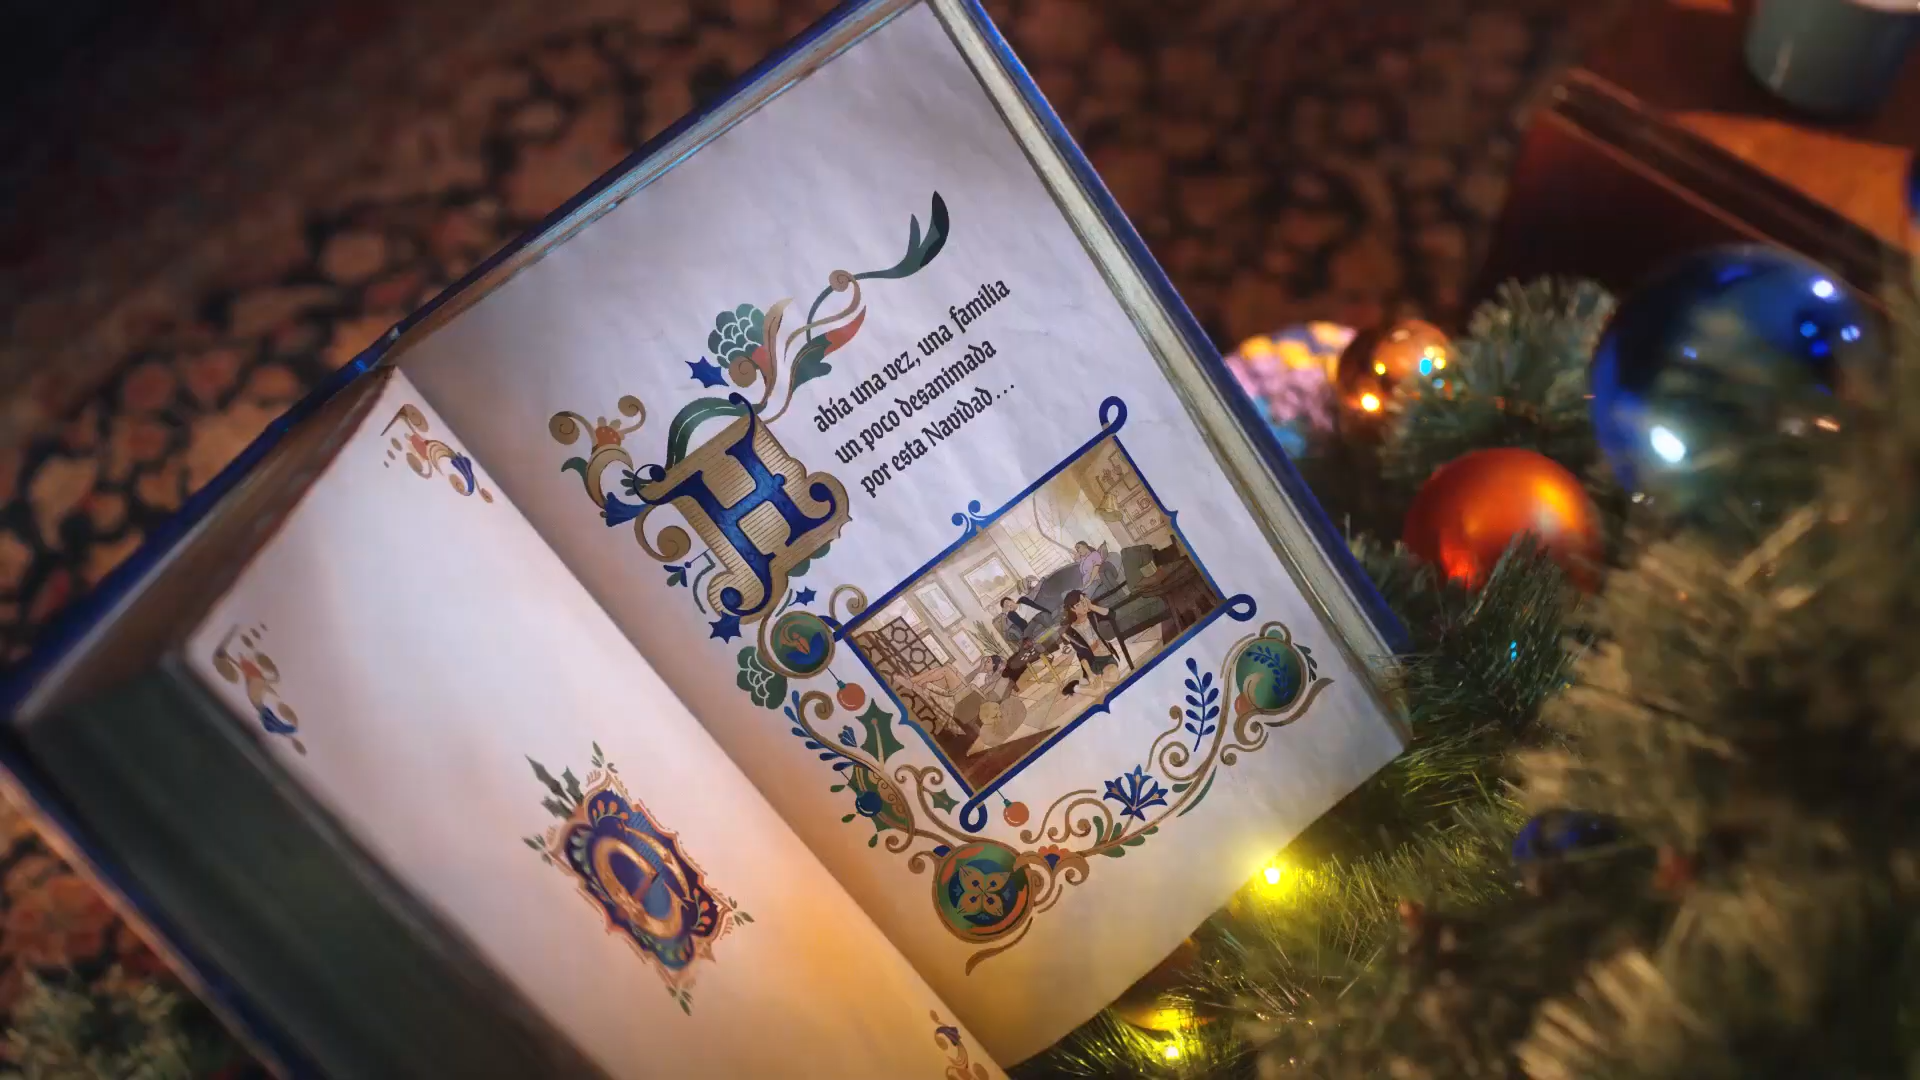 Había una vez, una familia
un poco desanimada
por esta Navidad...